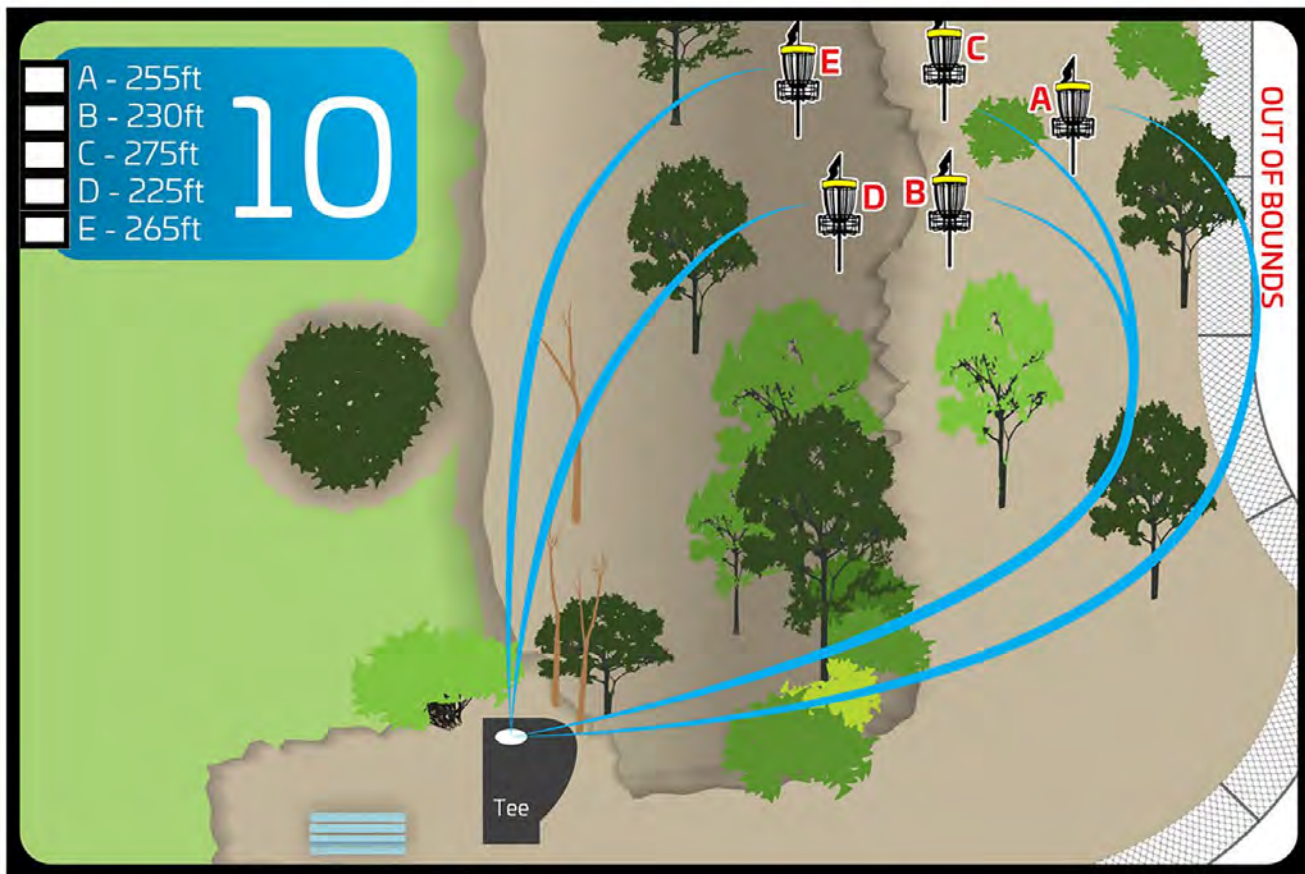 A - 255ft
B - 230ft
C - 275ft
D - 225ft
E - 265ft
10
E
C
A
D
B
OUT OF BOUNDS
Tee